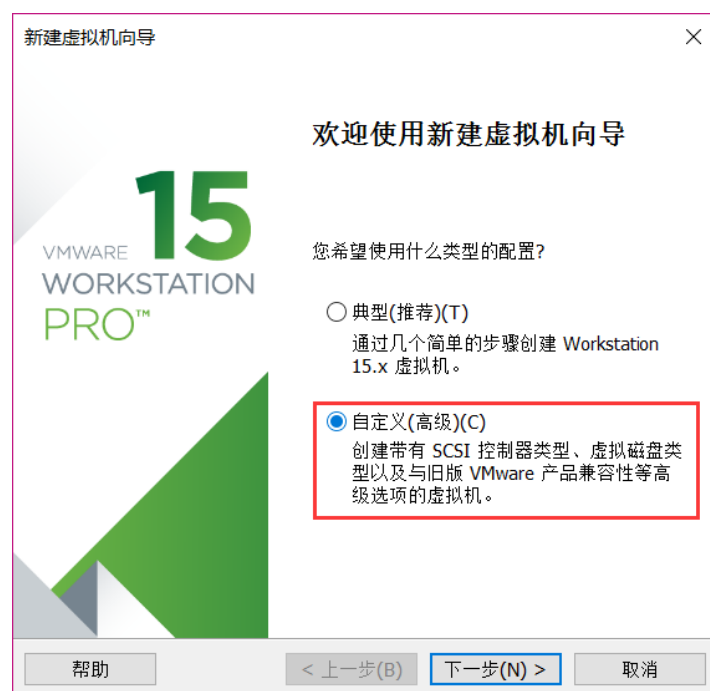 新建虚拟机向导
欢迎使用新建虚拟机向导
15
VMWARE
WORKSTATION
PRO™
您希望使用什么类型的配置?
典型(推荐)(T)
通过几个简单的步骤创建 Workstation
15.x 虚拟机。
自定义(高级)(C)
创建带有 SCSI 控制器类型、虚拟磁盘类
型以及与旧版 VMware 产品兼容性等高
级选项的虚拟机。
帮助
< 上一步(B)
下一步(N) >
取消